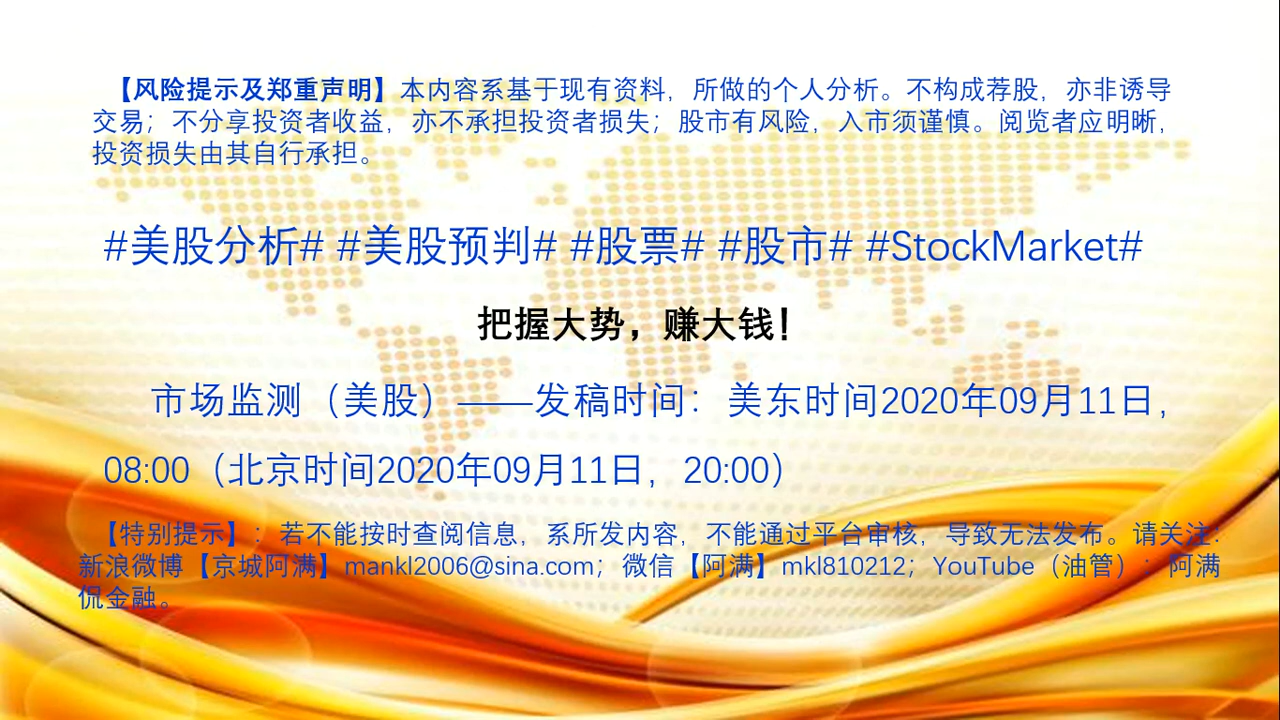 【风险提示及郑重声明】本内容系基于现有资料，所做的个人分析。不构成荐股，亦非诱导
交易；不分享投资者收益，亦不承担投资者损失；股市有风险，入市须谨慎。阅览者应明晰，
投资损失由其自行承担。
#美股分析# #美股预判# #股票# #股市# #StockMarket#
把握大势，赚大钱！
市场监测（美股）——发稿时间：美东时间2020年09月11日，
08:00（北京时间2020年09月11日，20:00）
【特别提示】：若不能按时查阅信息，系所发内容，不能通过平台审核，导致无法发布。请关注：
新浪微博【京城阿满】mankl2006@sina.com；微信【阿满】mkl810212；YouTube（油管）：阿满
侃金融。